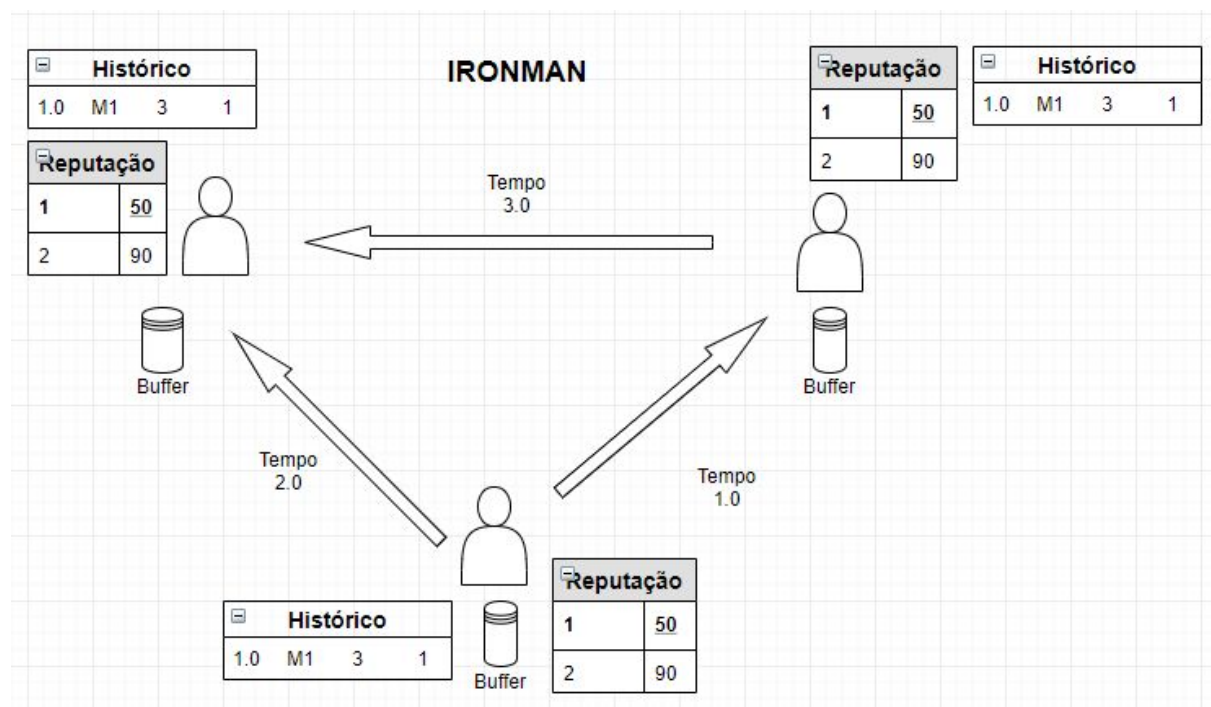 Histórico
1.0 M1 3 1
Reputação
1 50
2 90
IRONMAN
Reputação
1 50
2 90
Histórico
1.0 M1 3 1
Tempo
3.0
Buffer
Buffer
Tempo
2.0
Tempo
1.0
Histórico
1.0 M1 3 1
Buffer
Reputação
1 50
2 90